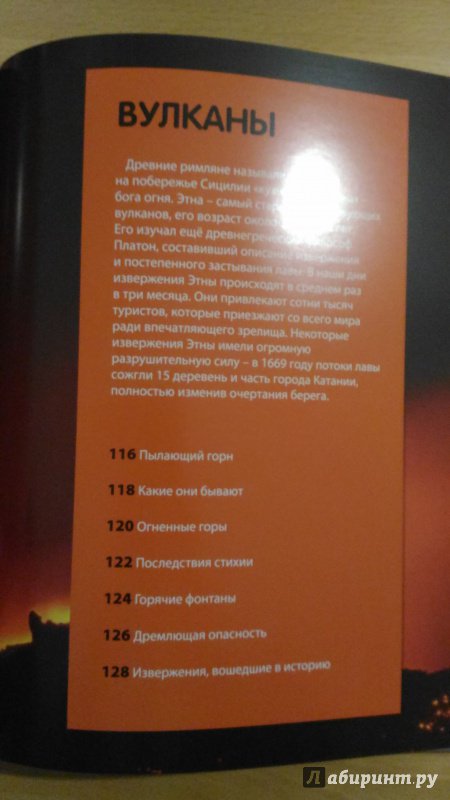 ВУЛКАНЫ
Древние римляне называли
на побережье Сицилии
бога огня. Этна – самый
вулканов, его возраст
Его изучал ещё древнегреческий философ
Платон, составивший описание извержения
и постепенного застывания лавы. В наши дни
извержения Этны происходят в среднем раз
в три месяца. Они привлекают сотни тысяч
туристов, которые приезжают со всего мира
ради впечатляющего зрелища. Некоторые
извержения Этны имели огромную
разрушительную силу – в 1669 году потоки лавы
сожгли 15 деревень и часть города Катании,
полностью изменив очертания берега.
116 Пылающий горн
118 Какие они бывают
120 Огненные горы
122 Последствия стихии
124 Горячие фонтаны
126 Дремлющая опасность
128 Извержения, вошедшие в историю
Лабиринт.ру